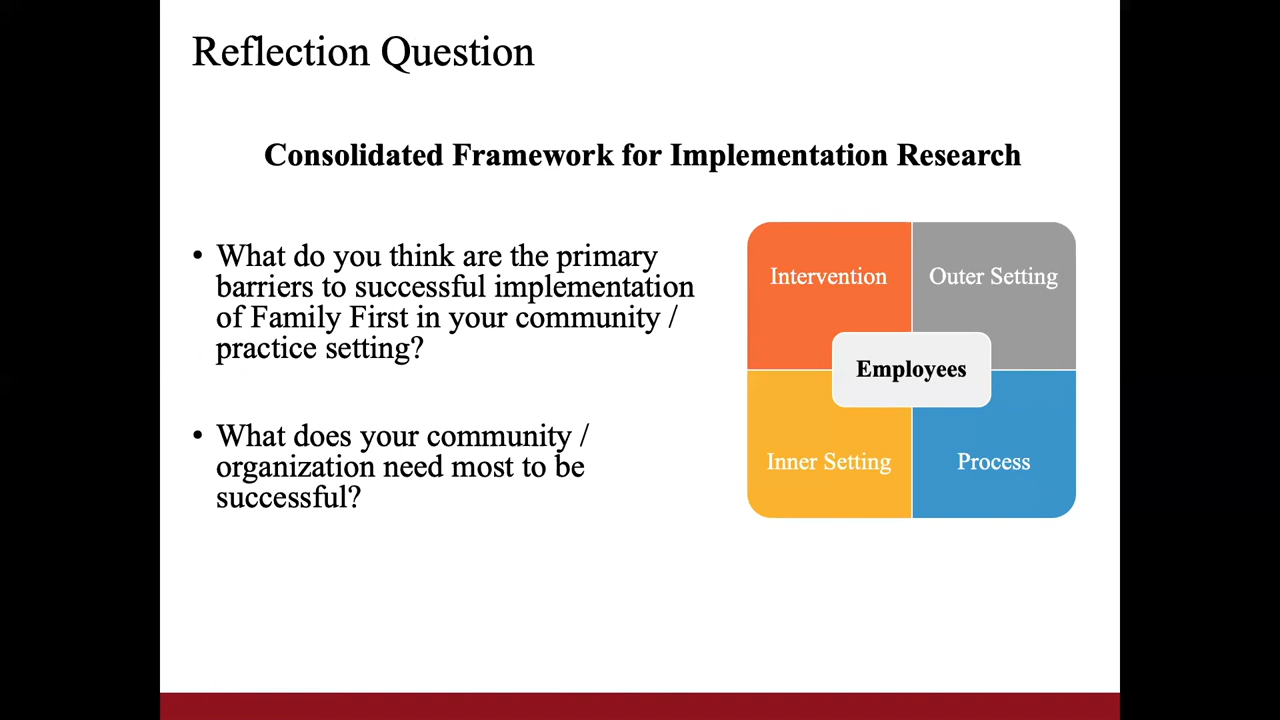 Reflection Question
Consolidated Framework for Implementation Research
• What do you think are the primary
barriers to successful implementation
of Family First in your community /
practice setting?
• What does your community /
organization need most to be
successful?
Intervention
Outer Setting
Employees
Inner Setting
Process